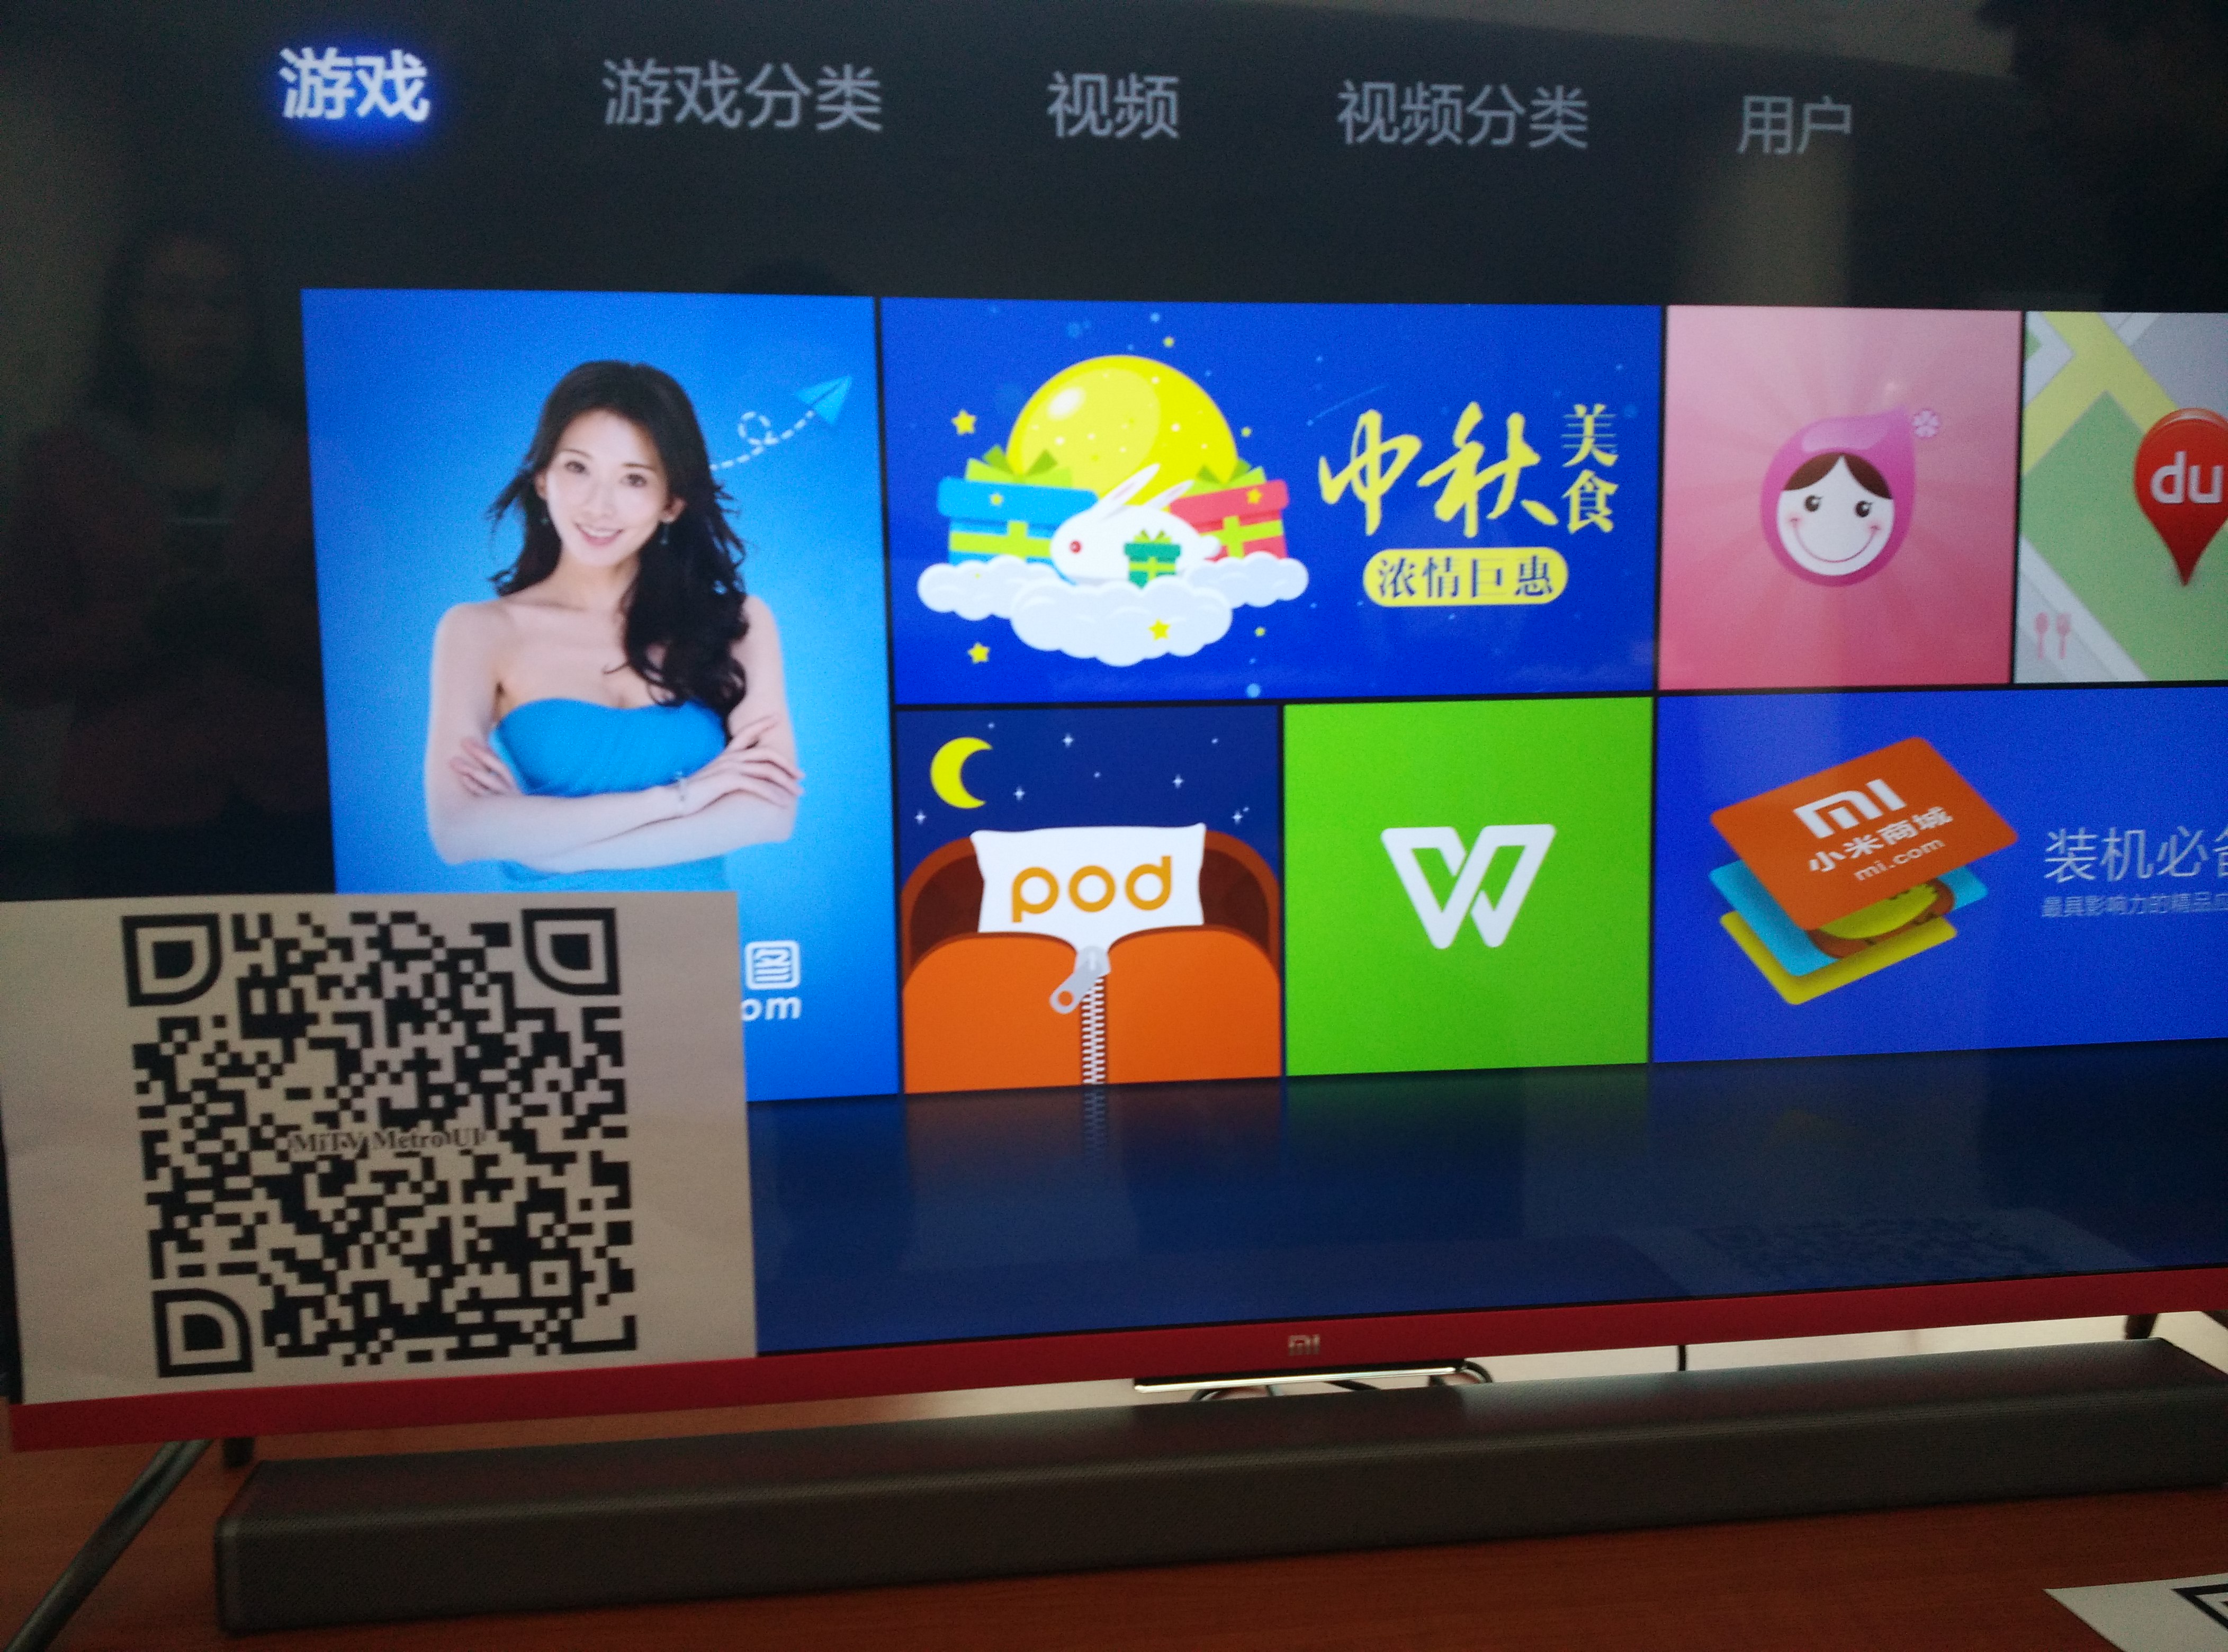 游戏
游戏分类
视频
视频分类
用户
中秋
美食
浓情巨惠
du
pod
W
mi
小米商城
mi.com
装机必备
最具影响力的精品应
图
om
MiTV Metro UI
mi